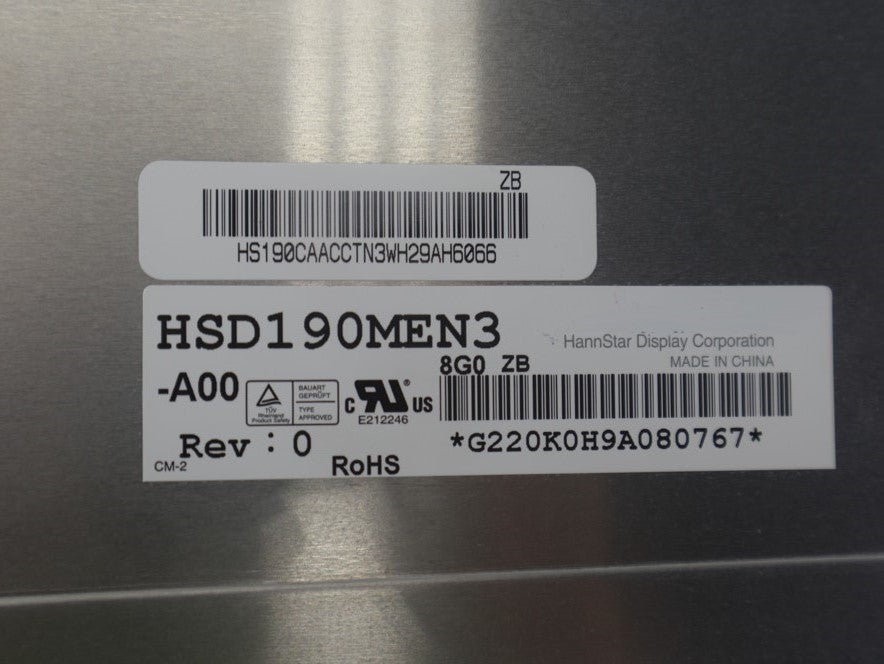 ZB
HS190CAACCTN3WH29AH6066
HSD190MEN3
HannStar Display Corporation
MADE IN CHINA
8G0 ZB
-A00
TÜV
Rheinland
Product Safety
BAUART
GEPRÜFT
TYPE
APPROVED
C RU US
E212246
*G220K0H9A080767*
Rev : 0
CM-2
RoHS